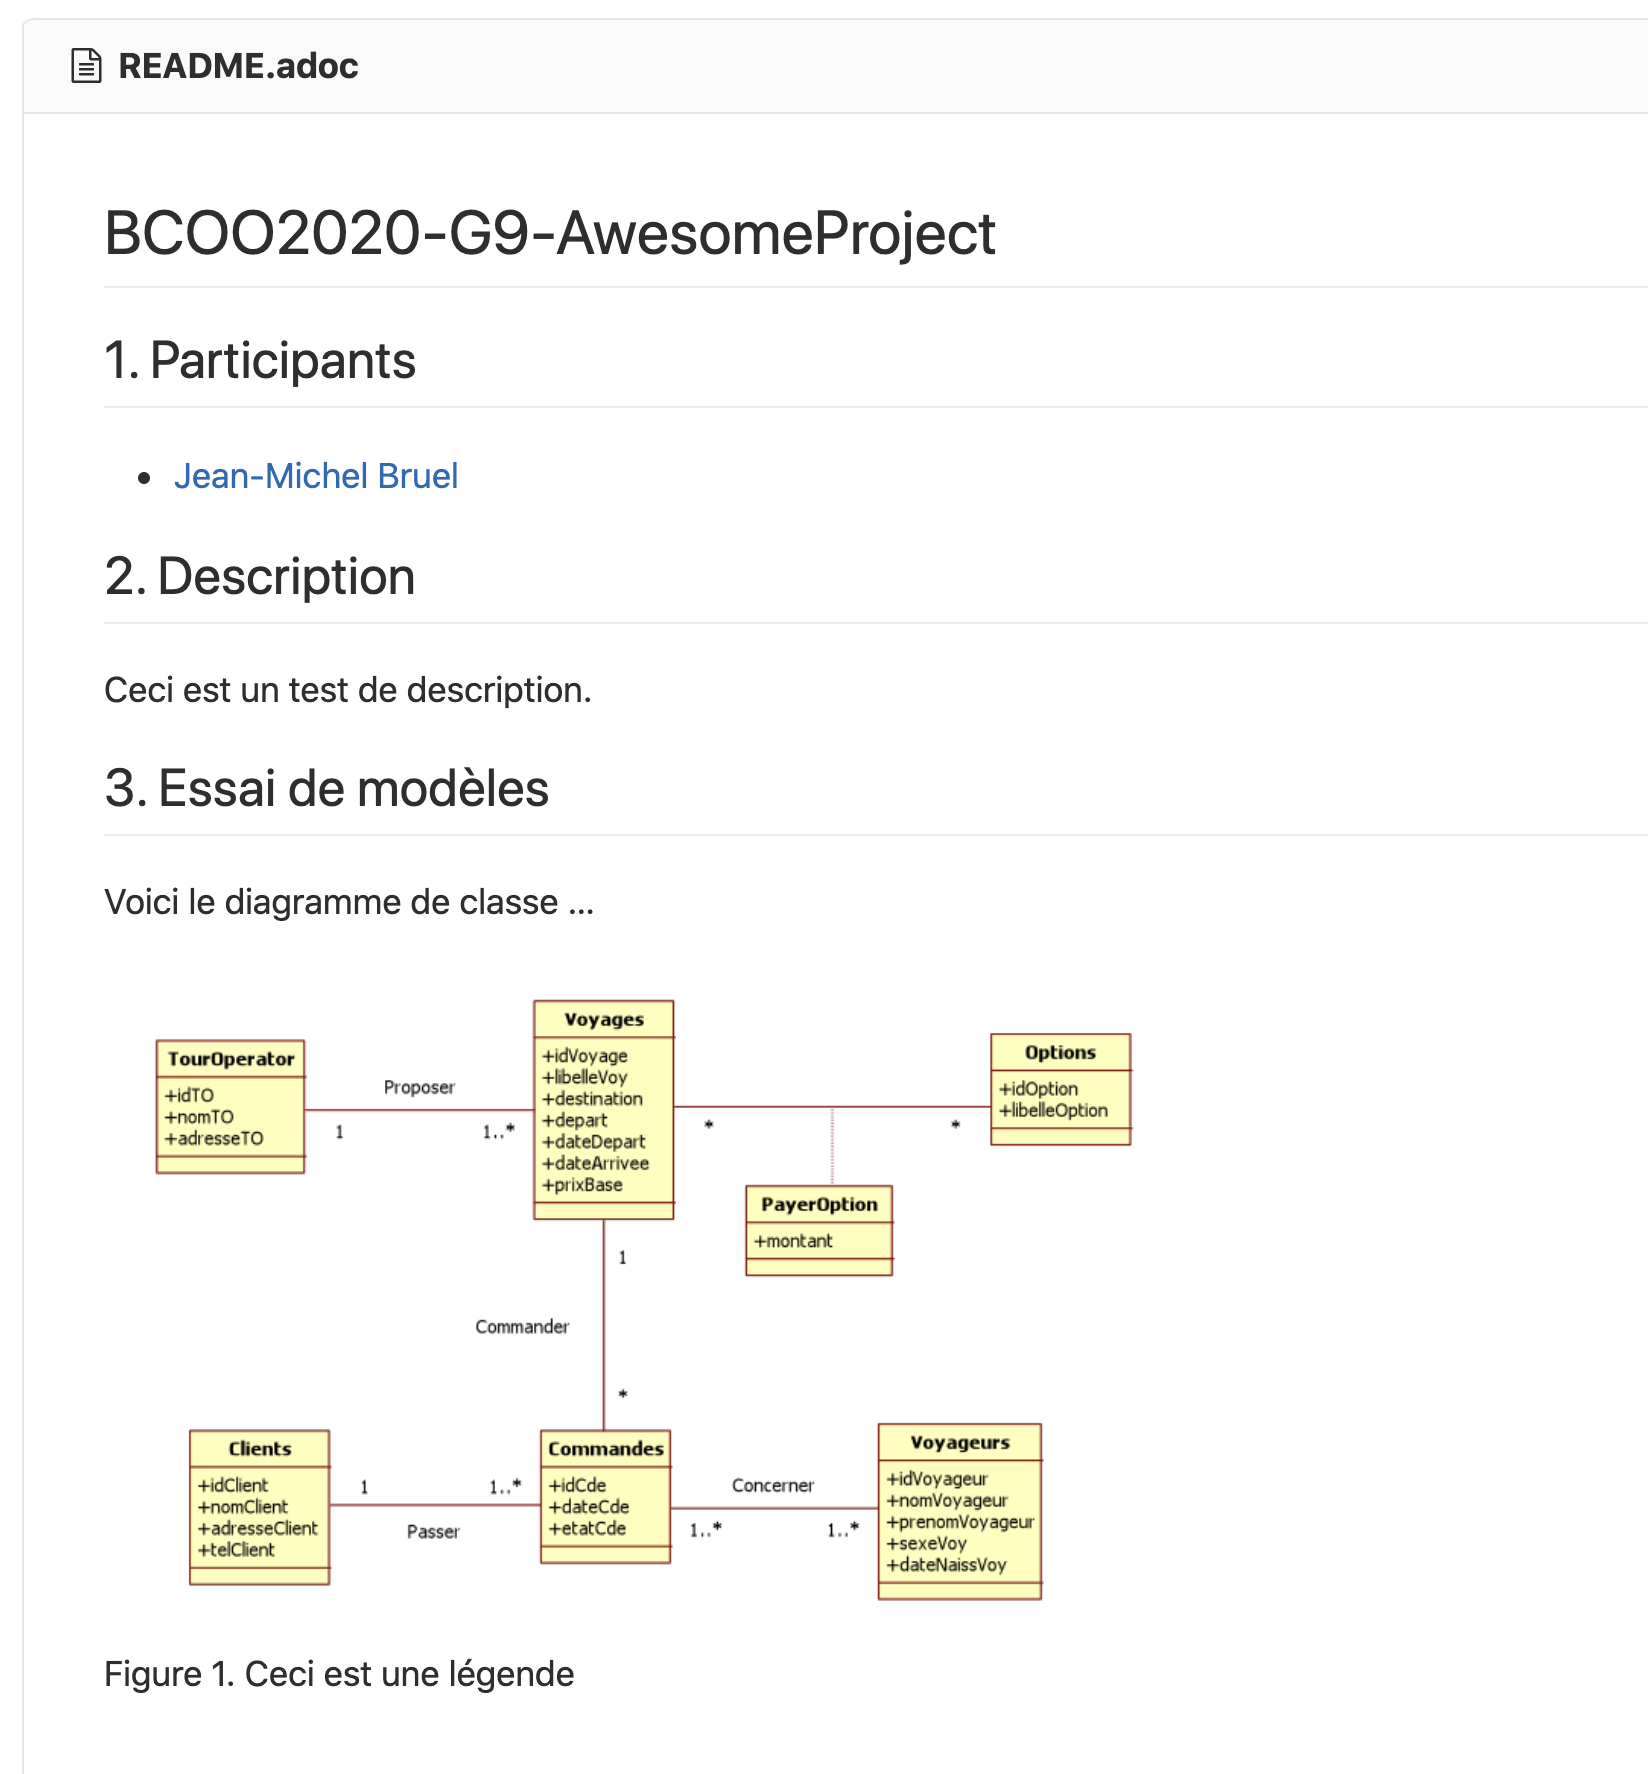 README.adoc
BCOO2020-G9-AwesomeProject
1. Participants
Jean-Michel Bruel
2. Description
Ceci est un test de description.
3. Essai de modèles
Voici le diagramme de classe ...
TourOperator
+idTO
+nomTO
+adresseTO
Proposer
1
1..*
Voyages
+idVoyage
+libelleVoy
+destination
+depart
+dateDepart
+dateArrivee
+prixBase
*
*
Options
+idOption
+libelleOption
PayerOption
+montant
1
Commander
*
Clients
+idClient
+nomClient
+adresseClient
+telClient
1
1..*
Passer
Commandes
+idCde
+dateCde
+etatCde
Concerner
1..*
1..*
Voyageurs
+idVoyageur
+nomVoyageur
+prenomVoyageur
+sexeVoy
+dateNaissVoy
Figure 1. Ceci est une légende